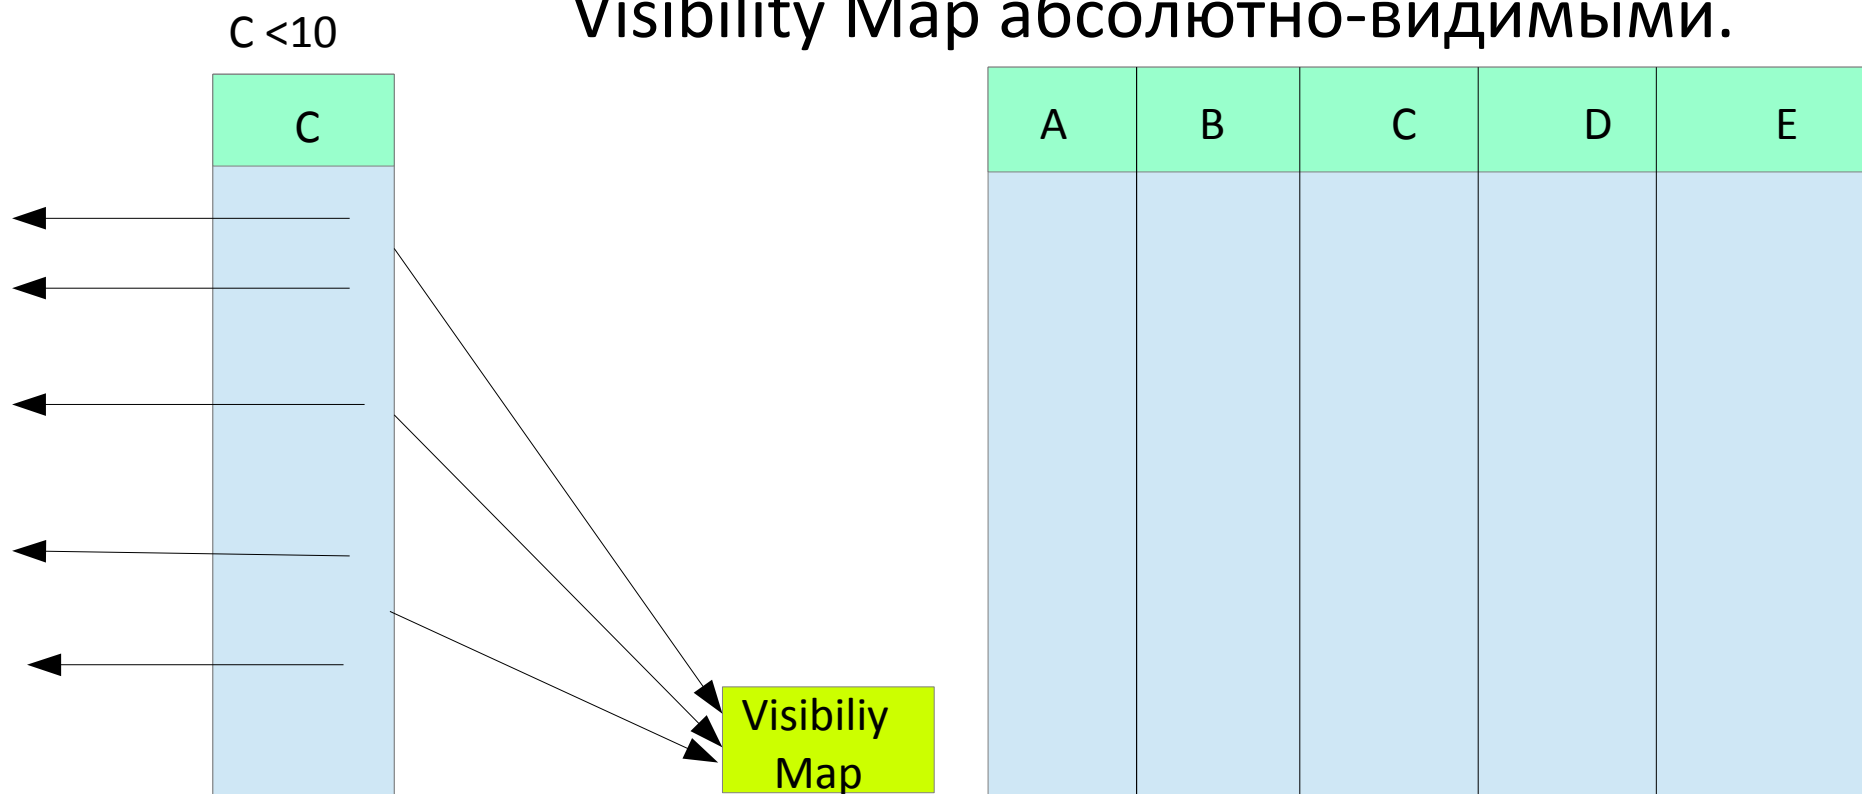 Visibility Map абсолютно-видимыми.
C <10
C
A B C D E
Visibiliy
Map